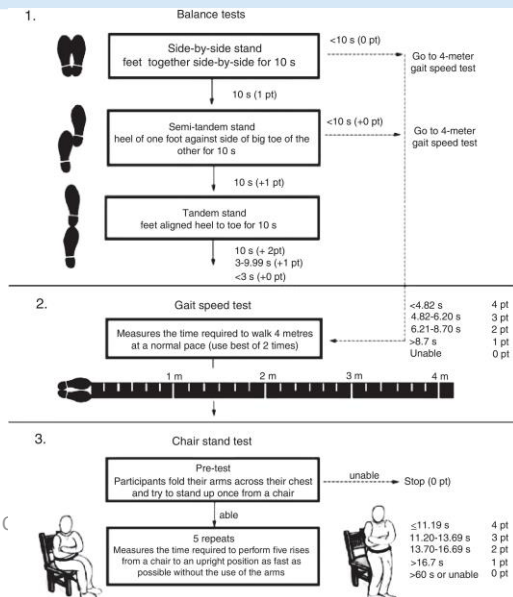 1.
Balance tests
Side-by-side stand
feet together side-by-side for 10 s
<10 s (0 pt)
Go to 4-meter
gait speed test
10 s (1 pt)
Semi-tandem stand
heel of one foot against side of big toe of the
other for 10 s
<10 s (+0 pt)
Go to 4-meter
gait speed test
10 s (+1 pt)
Tandem stand
feet aligned heel to toe for 10 s
10 s (+ 2pt)
3-9.99 s (+1 pt)
<3 s (+0 pt)
2.
Gait speed test
Measures the time required to walk 4 metres
at a normal pace (use best of 2 times)
<4.82 s 4 pt
4.82-6.20 s 3 pt
6.21-8.70 s 2 pt
>8.7 s 1 pt
Unable 0 pt
1 m 2 m 3 m 4 m
3.
Chair stand test
Pre-test
Participants fold their arms across their chest
and try to stand up once from a chair
unable
Stop (0 pt)
able
5 repeats
Measures the time required to perform five rises
from a chair to an upright position as fast as
possible without the use of the arms
≤11.19 s 4 pt
11.20-13.69 s 3 pt
13.70-16.69 s 2 pt
>16.7 s 1 pt
>60 s or unable 0 pt